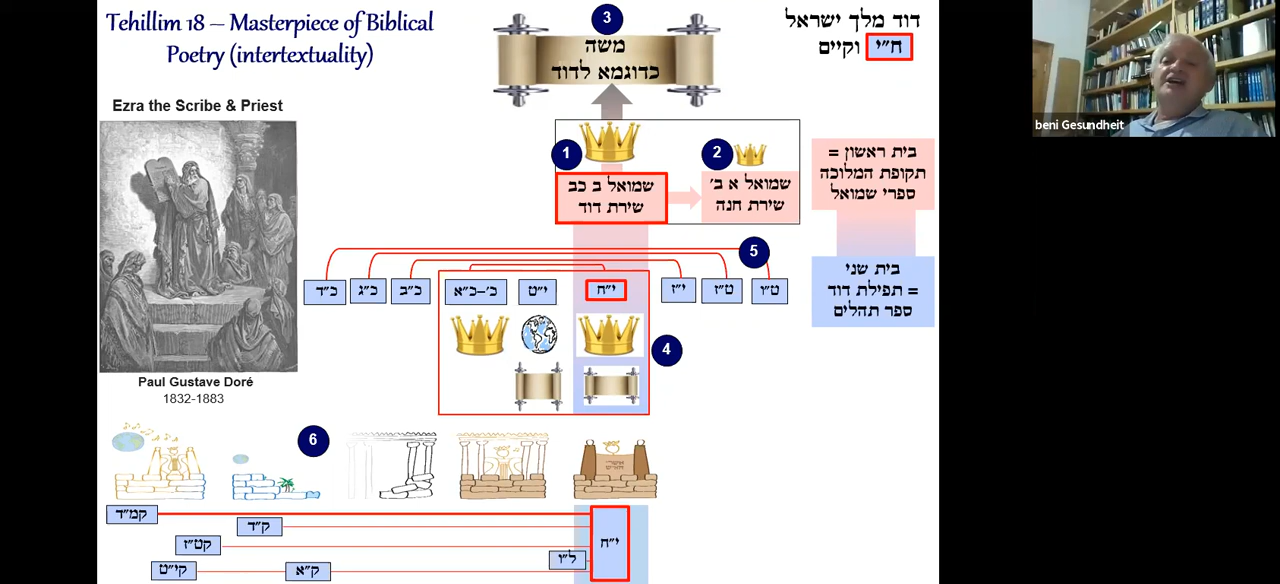 Tehillim 18 – Masterpiece of Biblical
Poetry (intertextuality)
Ezra the Scribe & Priest
Paul Gustave Doré
1832-1883
3
משה
כדוגמא לדוד
דוד מלך ישראל
ח"י וקיים
beni Gesundheit
1
שמואל ב כב
שירת דוד
2
שמואל א ב'
שירת חנה
בית ראשון =
תקופת המלוכה
ספרי שמואל
בית שני
= תפילת דוד
ספר תהלים
5
ט"ו
ט"ז
י"ז
י"ח
י"ט
כ'–כ"א
כ"ב
כ"ג
כ"ד
4
6
אשרי
האיש
קמ"ד
ק"ד
קט"ז
קי"ט
ק"א
ל"ו
י"ח